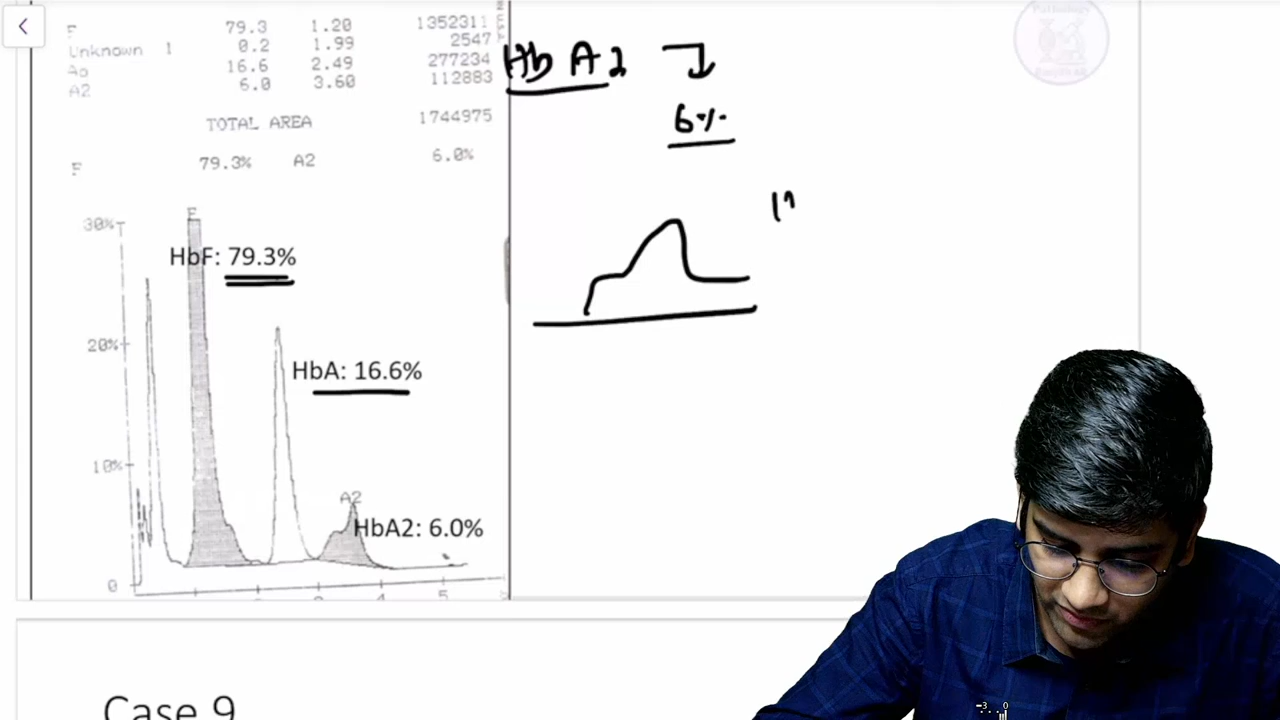 F 79.3 1.20 1352311
Unknown 1 0.2 1.99 2547
Ao 16.6 2.49 277234
A2 6.0 3.60 112883
TOTAL AREA 1744975
F 79.3% A2 6.0%
Hb A2
6%
F
30%
HbF: 79.3%
20%
HbA: 16.6%
10%
A2
HbA2: 6.0%
0
Case 9